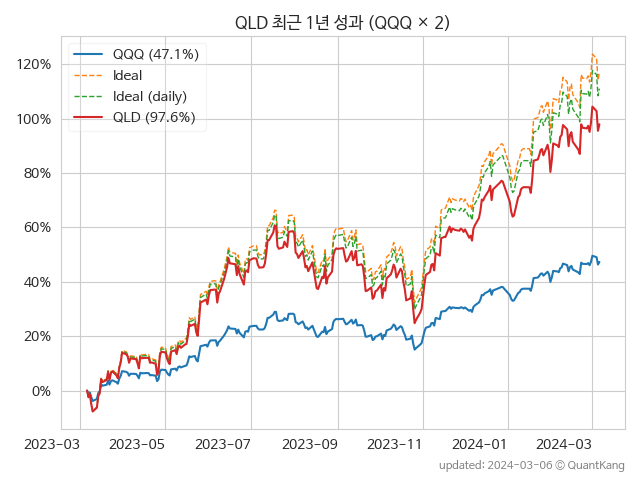 QLD 최근 1년 성과 (QQQ × 2)
QQQ (47.1%)
Ideal
Ideal (daily)
QLD (97.6%)
120%
100%
80%
60%
40%
20%
0%
2023-03 2023-05 2023-07 2023-09 2023-11 2024-01 2024-03
updated: 2024-03-06 © QuantKang